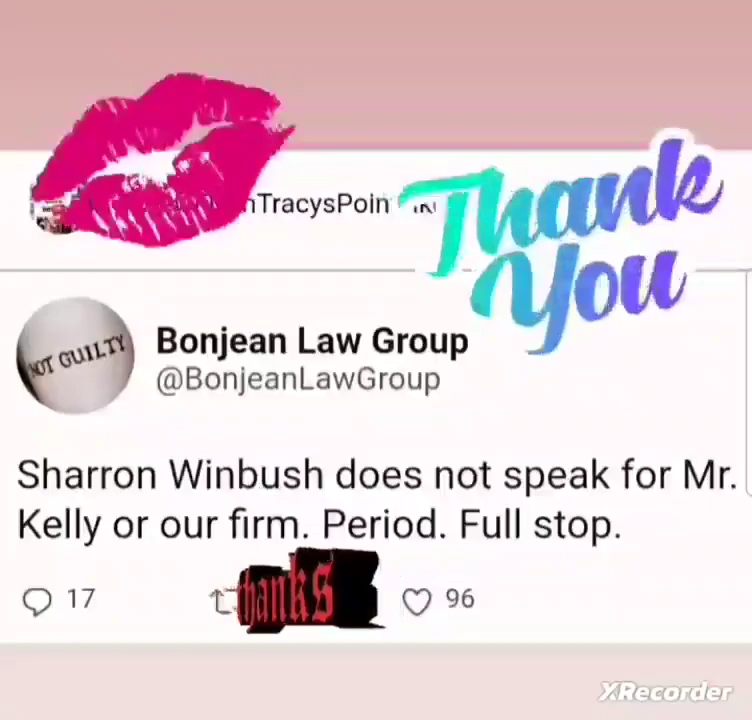 nTracysPoin
Thank
You
NOT GUILTY
Bonjean Law Group
@BonjeanLawGroup
Sharron Winbush does not speak for Mr.
Kelly or our firm. Period. Full stop.
17
thanks
96
XRecorder